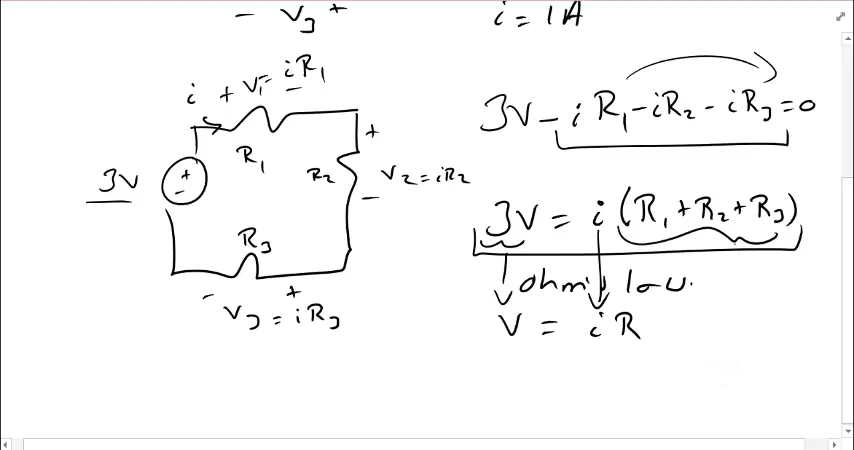 - V3 +
i = 1A
i + V1 = iR1
R1
3V
+
-
R2
+
V2 = iR2
-
R3
- +
V3 = iR3
3V - iR1 - iR2 - iR3 = 0
3V = i (R1 + R2 + R3)
ohm's law.
V = iR